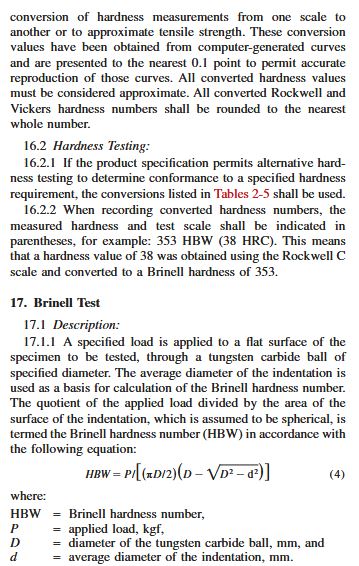 conversion of hardness measurements from one scale to
another or to approximate tensile strength. These conversion
values have been obtained from computer-generated curves
and are presented to the nearest 0.1 point to permit accurate
reproduction of those curves. All converted hardness values
must be considered approximate. All converted Rockwell and
Vickers hardness numbers shall be rounded to the nearest
whole number.
16.2 Hardness Testing:
16.2.1 If the product specification permits alternative hard-
ness testing to determine conformance to a specified hardness
requirement, the conversions listed in Tables 2-5 shall be used.
16.2.2 When recording converted hardness numbers, the
measured hardness and test scale shall be indicated in
parentheses, for example: 353 HBW (38 HRC). This means
that a hardness value of 38 was obtained using the Rockwell C
scale and converted to a Brinell hardness of 353.
17. Brinell Test
17.1 Description:
17.1.1 A specified load is applied to a flat surface of the
specimen to be tested, through a tungsten carbide ball of
specified diameter. The average diameter of the indentation is
used as a basis for calculation of the Brinell hardness number.
The quotient of the applied load divided by the area of the
surface of the indentation, which is assumed to be spherical, is
termed the Brinell hardness number (HBW) in accordance with
the following equation:
HBW = P/[(πD/2)(D – √D² – d²)] (4)
where:
HBW = Brinell hardness number,
P = applied load, kgf,
D = diameter of the tungsten carbide ball, mm, and
d = average diameter of the indentation, mm.